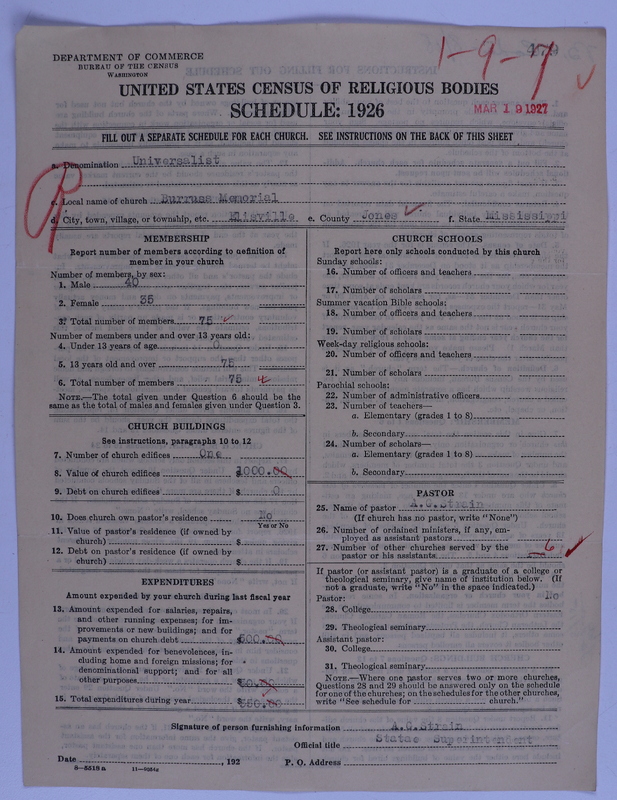 1-9-7
DEPARTMENT OF COMMERCE
BUREAU OF THE CENSUS
WASHINGTON
MAR 19 1927
UNITED STATES CENSUS OF RELIGIOUS BODIES
SCHEDULE: 1926
FILL OUT A SEPARATE SCHEDULE FOR EACH CHURCH. SEE INSTRUCTIONS ON THE BACK OF THIS SHEET
a. Denomination Universalist
c. Local name of church Burruss Memorial
d. City, town, village, or township, etc. Elisville e. County Jones f. State Mississippi
MEMBERSHIP
Report number of members according to definition of
member in your church
Number of members, by sex:
1. Male 40
2. Female 35
3. Total number of members 75
Number of members under and over 13 years old:
4. Under 13 years of age 0
5. 13 years old and over 75
6. Total number of members 75
NOTE.—The total given under Question 6 should be
same as the total of males and females given under Question 3.
CHURCH BUILDINGS
See instructions, paragraphs 10 to 12
7. Number of church edifices One
8. Value of church edifices $1000.00
9. Debt on church edifices $ 0
10. Does church own pastor's residence No
Yes or No
11. Value of pastor's residence (if owned by
church) $
12. Debt on pastor's residence (if owned by
church) $
EXPENDITURES
Amount expended by your church during last fiscal year
13. Amount expended for salaries, repairs,
and other running expenses; for im-
provements or new buildings; and for
payments on church debt $500.00
14. Amount expended for benevolences, in-
cluding home and foreign missions; for
denominational support; and for all
other purposes $50.00
15. Total expenditures during year $550.00
CHURCH SCHOOLS
Report here only schools conducted by this church
Sunday schools:
16. Number of officers and teachers
17. Number of scholars
Summer vacation Bible schools:
18. Number of officers and teachers
19. Number of scholars
Week-day religious schools:
20. Number of officers and teachers
21. Number of scholars
Parochial schools:
22. Number of administrative officers
23. Number of teachers—
a. Elementary (grades 1 to 8)
b. Secondary
24. Number of scholars—
a. Elementary (grades 1 to 8)
b. Secondary
PASTOR
25. Name of pastor A.G.Strain
(If church has no pastor, write "None")
26. Number of ordained ministers, if any, em-
ployed as assistant pastors
27. Number of other churches served by the
pastor or his assistants 6
If pastor (or assistant pastor) is a graduate of a college or
theological seminary, give name of institution below. (If
not a graduate, write "No" in the space indicated.)
Pastor: No
28. College
29. Theological seminary
Assistant pastor:
30. College
31. Theological seminary
NOTE.—Where one pastor serves two or more churches,
Questions 28 and 29 should be answered only on the schedule
for one of the churches; on the schedules for the other churches,
write "See schedule for church."
Signature of person furnishing information A.G.Strain
Official title Statae Superintendent
Date , 192 P. O. Address
8—5518 a 11—9054a